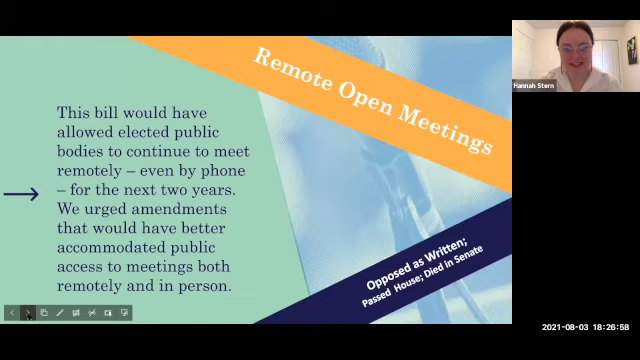 Remote Open Meetings
This bill would have
allowed elected public
bodies to continue to meet
remotely – even by phone
– for the next two years.
We urged amendments
that would have better
accommodated public
access to meetings both
remotely and in person.
Opposed as Written;
Passed House; Died in Senate
Hannah Stern
2021-08-03 18:26:58